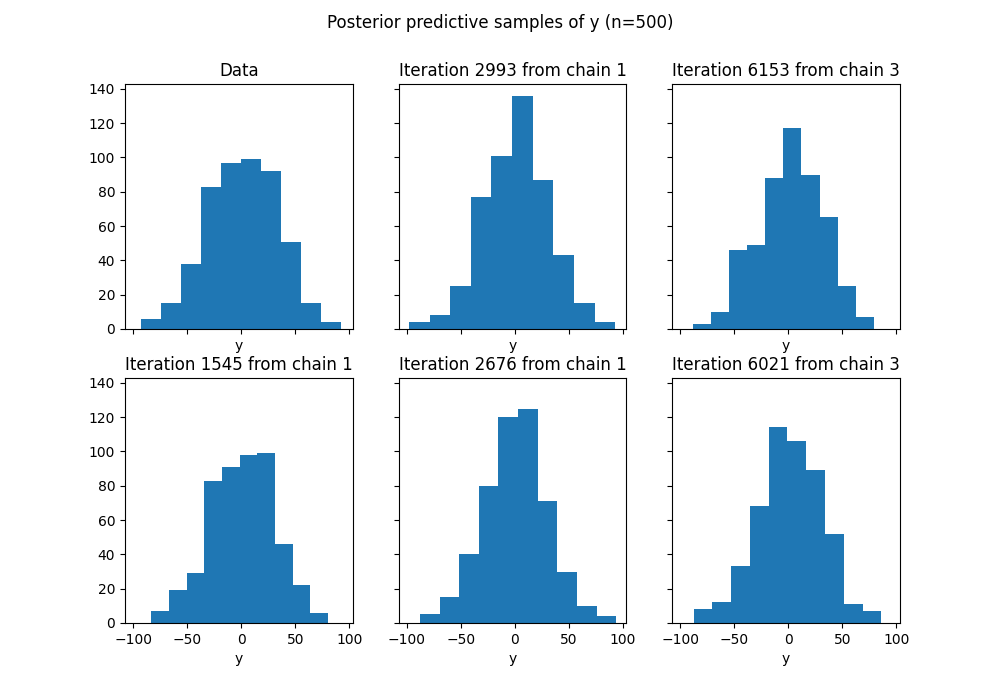 Posterior predictive samples of y (n=500)
Data
Iteration 2993 from chain 1
Iteration 6153 from chain 3
140
120
100
80
60
40
20
0
y
y
y
Iteration 1545 from chain 1
Iteration 2676 from chain 1
Iteration 6021 from chain 3
140
120
100
80
60
40
20
0
−100 −50 0 50 100
−100 −50 0 50 100
−100 −50 0 50 100
y
y
y